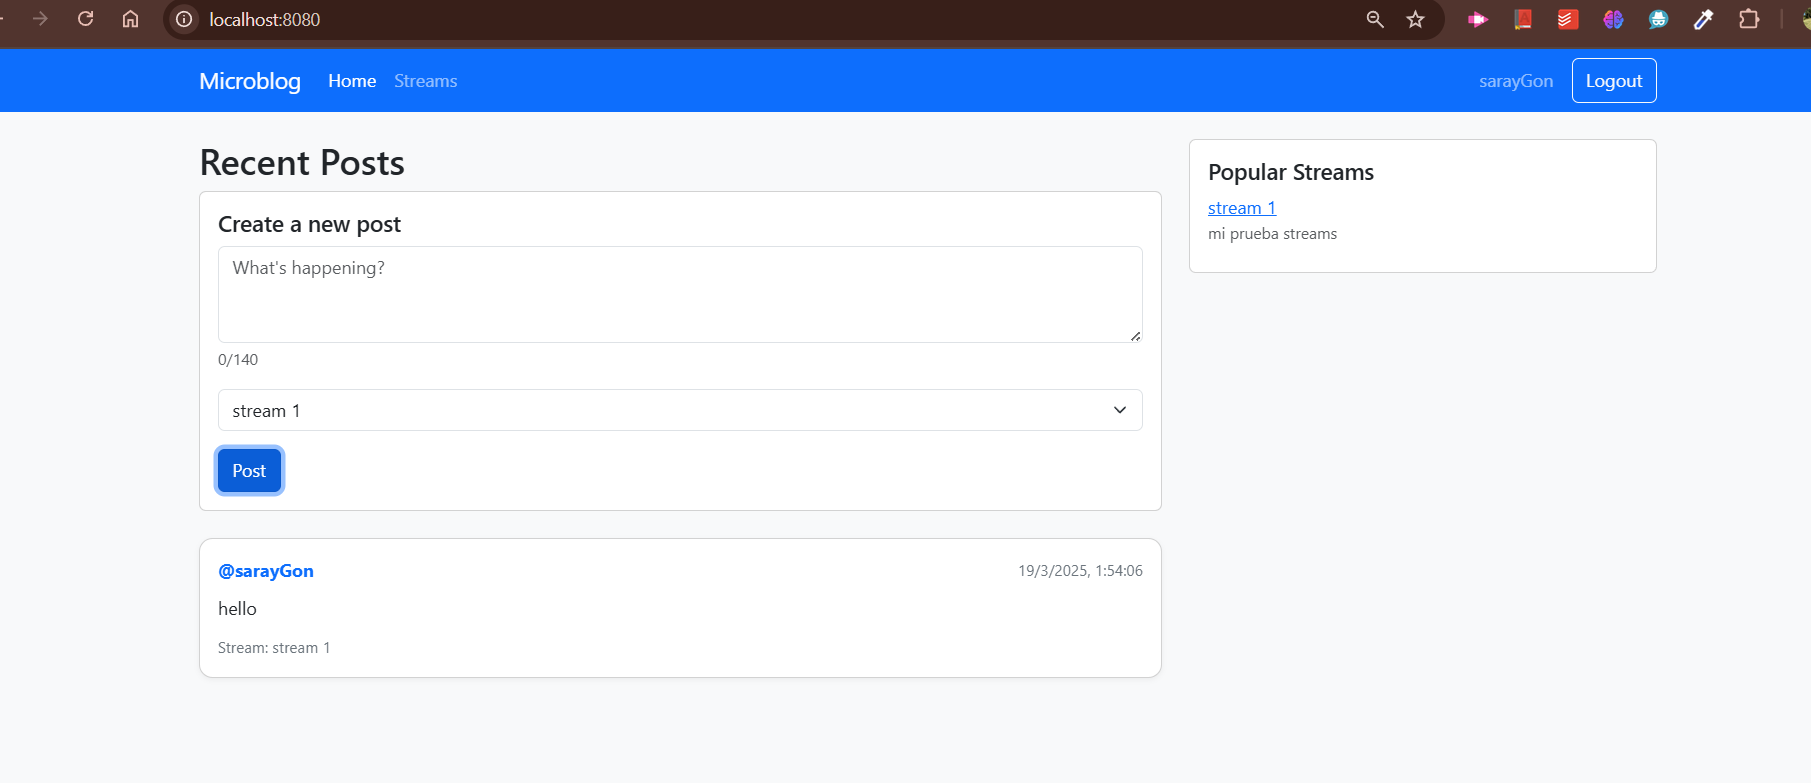 localhost:8080
Microblog Home Streams sarayGon Logout
Recent Posts
Create a new post
What's happening?
0/140
stream 1
Post
@sarayGon 19/3/2025, 1:54:06
hello
Stream: stream 1
Popular Streams
stream 1
mi prueba streams